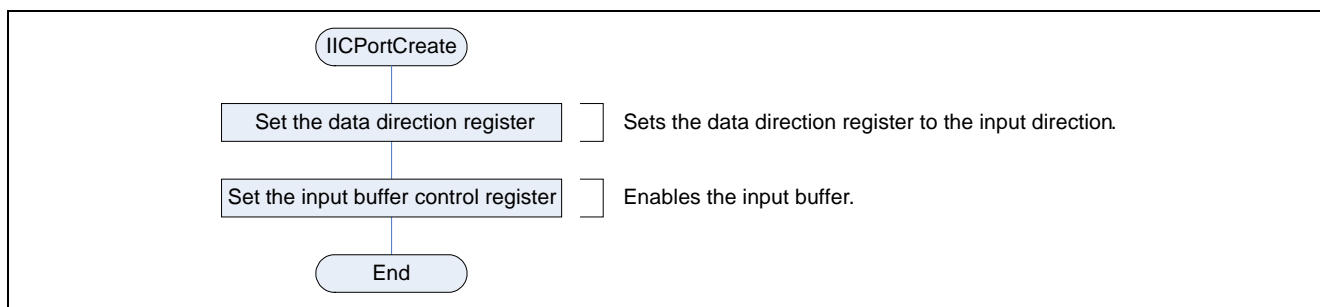 IICPortCreate
Set the data direction register
Sets the data direction register to the input direction.
Set the input buffer control register
Enables the input buffer.
End